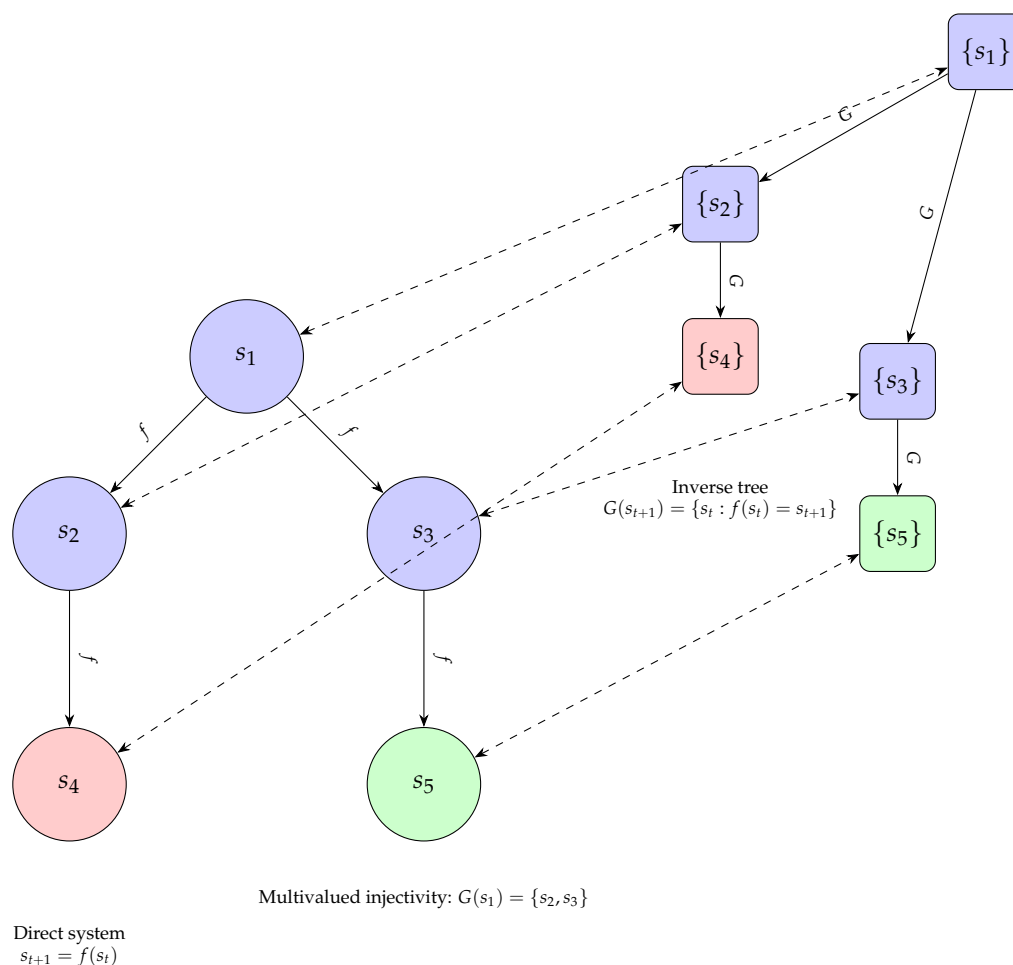 {s₁}
G
{s₂}
G
G
s₁
{s₄}
{s₃}
f
f
G
Inverse tree
G(sₜ₊₁) = {sₜ : f(sₜ) = sₜ₊₁}
s₂
s₃
{s₅}
f
f
s₄
s₅
Multivalued injectivity: G(s₁) = {s₂, s₃}
Direct system
sₜ₊₁ = f(sₜ)